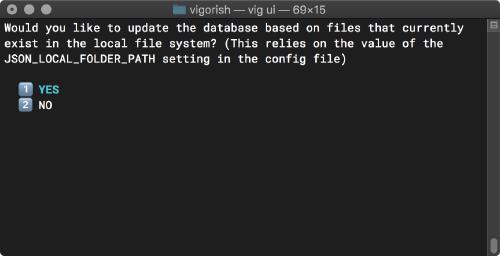 vigorish — vig ui — 69×15
Would you like to update the database based on files that currently
exist in the local file system? (This relies on the value of the
JSON_LOCAL_FOLDER_PATH setting in the config file)
1 YES
2 NO